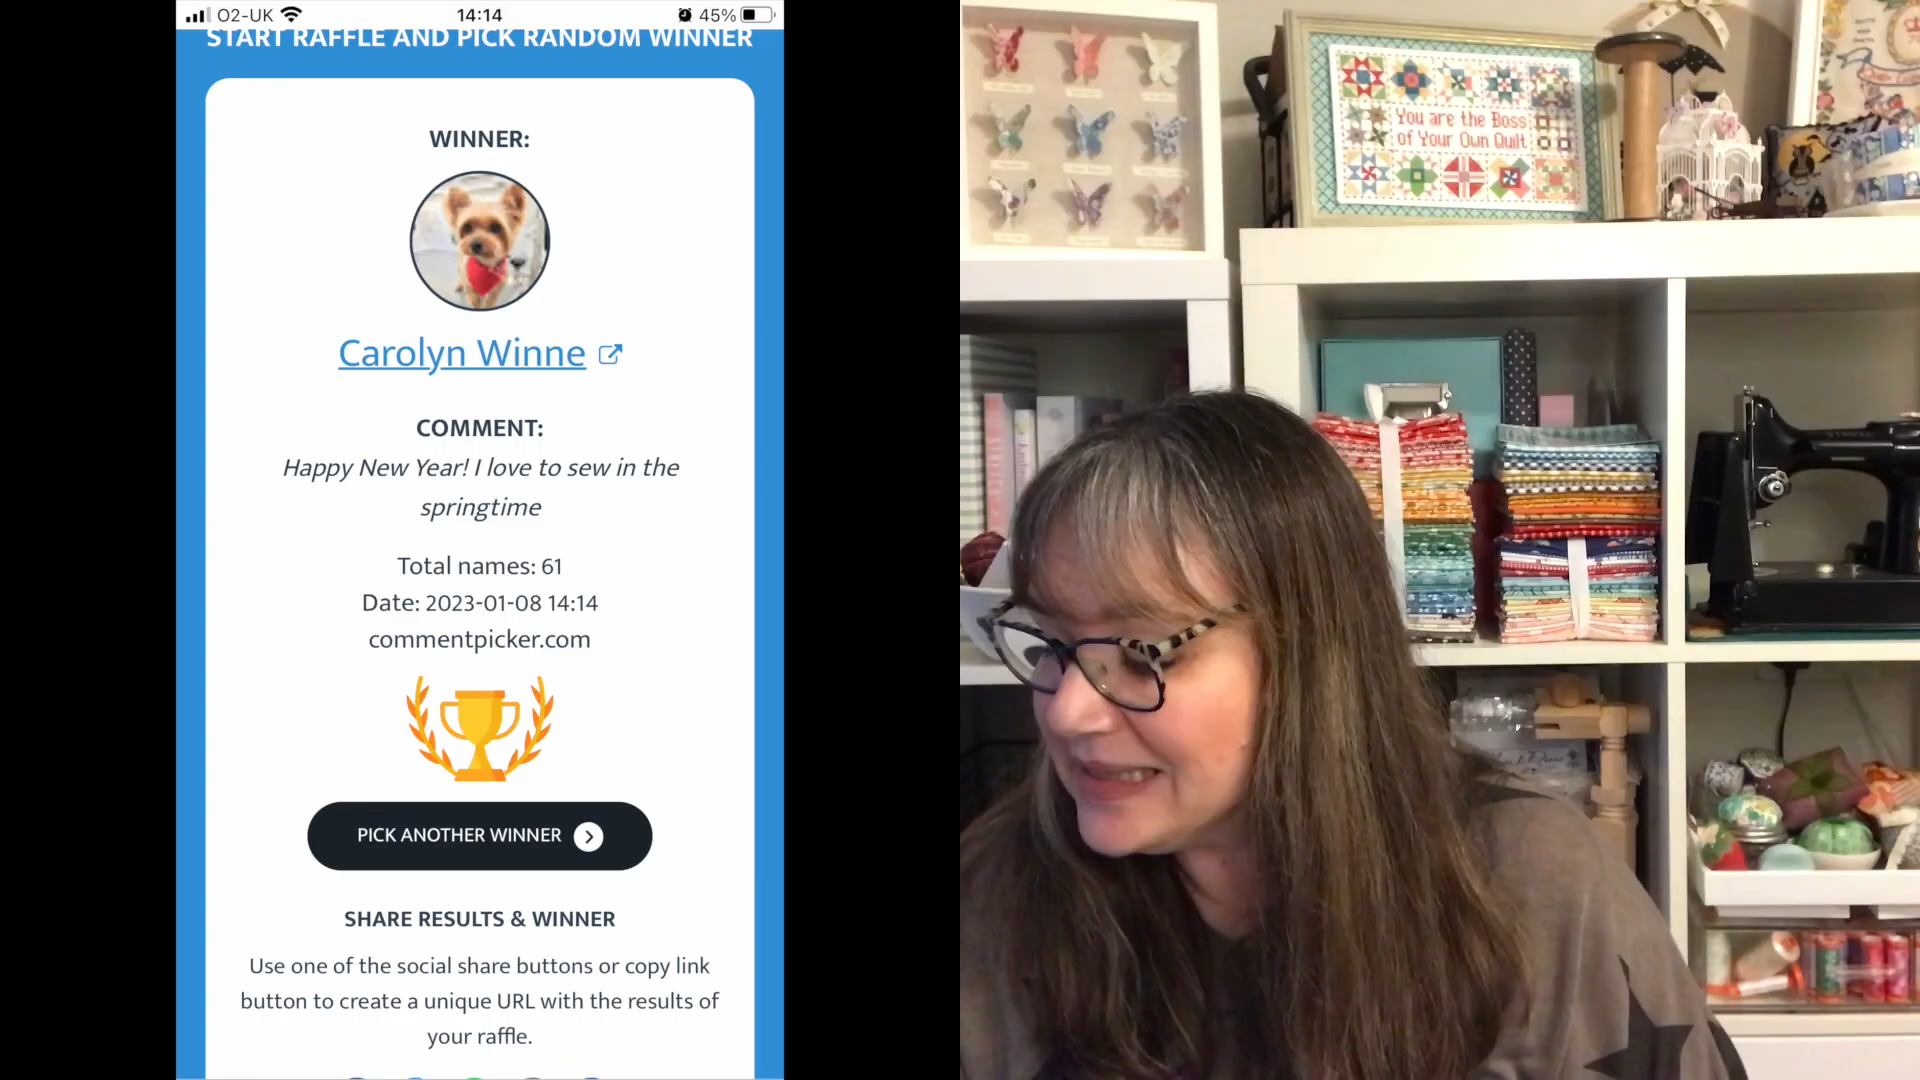 O2-UK
14:14
45%
START RAFFLE AND PICK RANDOM WINNER
WINNER:
Carolyn Winne
COMMENT:
Happy New Year! I love to sew in the
springtime
Total names: 61
Date: 2023-01-08 14:14
commentpicker.com
PICK ANOTHER WINNER
SHARE RESULTS & WINNER
Use one of the social share buttons or copy link
button to create a unique URL with the results of
your raffle.
You are the Boss
of Your Own Quilt